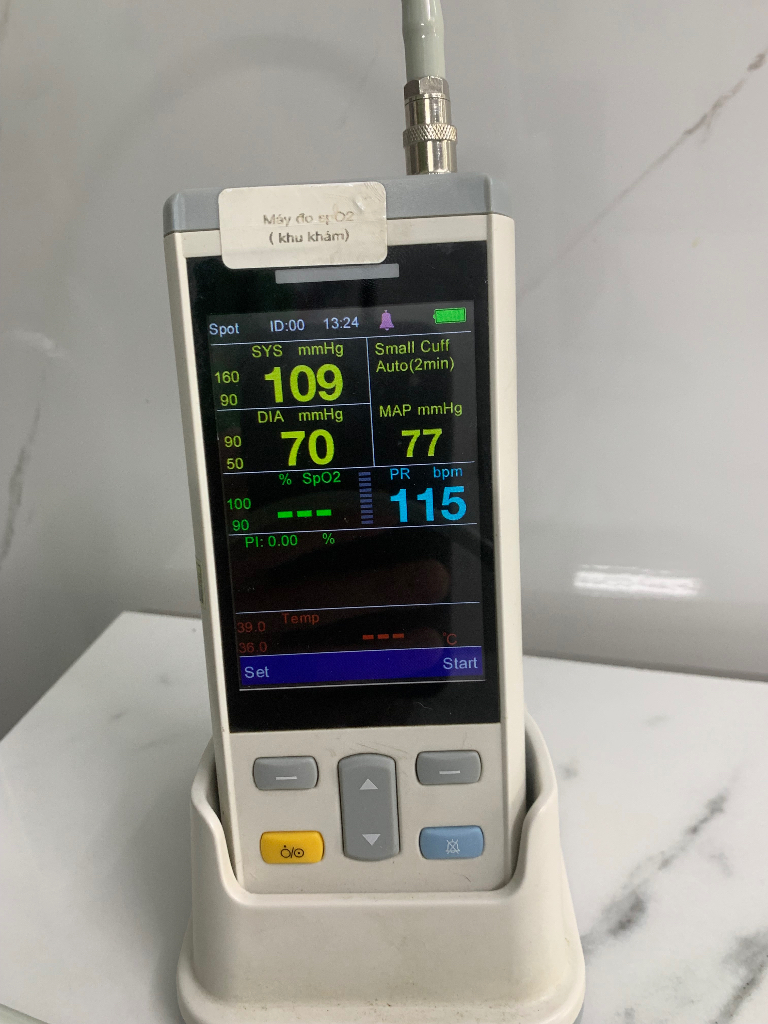 Máy đo spO2
( khu khám)
Spot ID:00 13:24
SYS mmHg
160
90
109
Small Cuff
Auto(2min)
DIA mmHg
90
50
70
MAP mmHg
77
% SpO2
100
90
---
PR bpm
115
PI: 0.00 %
39.0 Temp
36.0
--- °C
Set Start